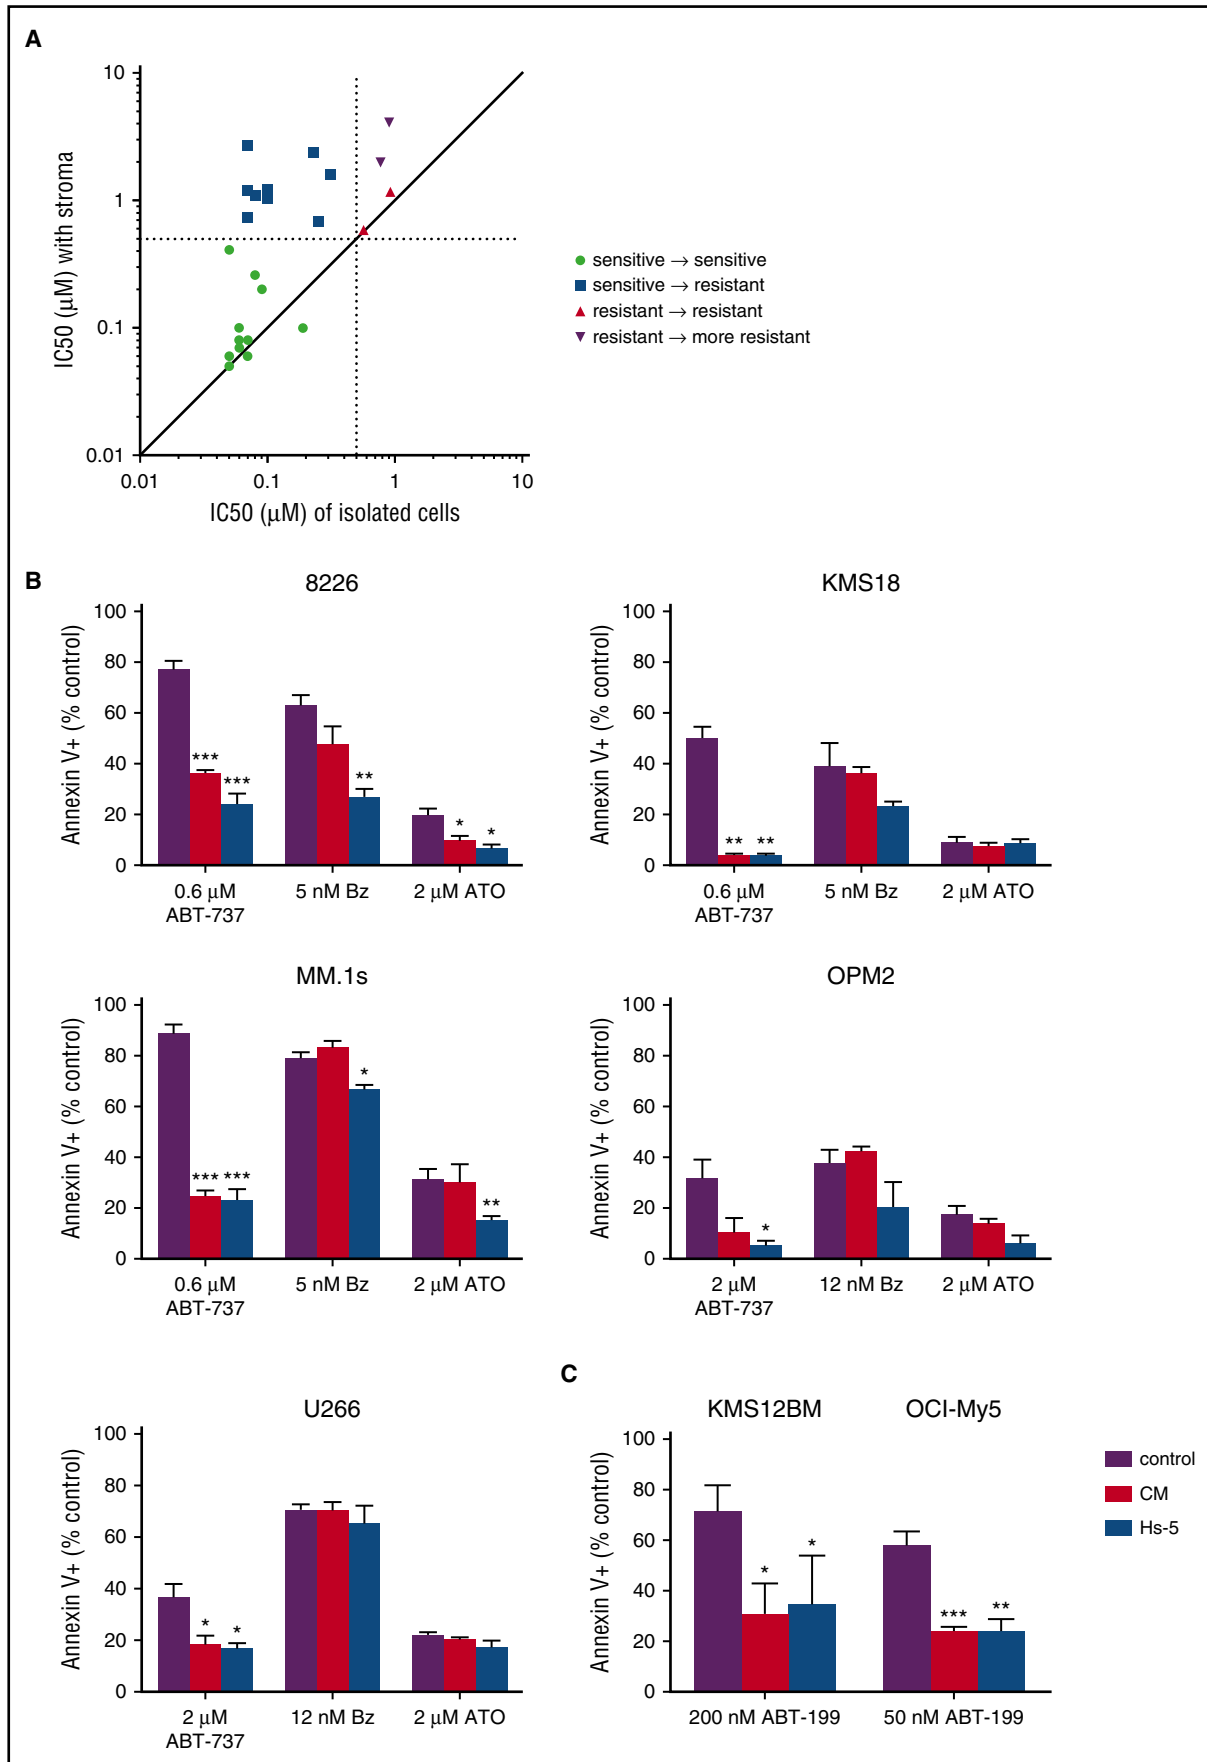 A
10
1
0.1
0.01
IC50 (μM) with stroma
0.01 0.1 1 10
IC50 (μM) of isolated cells
sensitive → sensitive
sensitive → resistant
resistant → resistant
resistant → more resistant
B
8226
Annexin V+ (% control)
100
80
60
40
20
0
*** *** ** * *
0.6 μM ABT-737
5 nM Bz
2 μM ATO
KMS18
Annexin V+ (% control)
100
80
60
40
20
0
** **
0.6 μM ABT-737
5 nM Bz
2 μM ATO
MM.1s
Annexin V+ (% control)
100
80
60
40
20
0
*** *** * **
0.6 μM ABT-737
5 nM Bz
2 μM ATO
OPM2
Annexin V+ (% control)
100
80
60
40
20
0
*
2 μM ABT-737
12 nM Bz
2 μM ATO
U266
Annexin V+ (% control)
100
80
60
40
20
0
* *
2 μM ABT-737
12 nM Bz
2 μM ATO
C
KMS12BM OCI-My5
Annexin V+ (% control)
100
80
60
40
20
0
* * *** **
200 nM ABT-199 50 nM ABT-199
control
CM
Hs-5